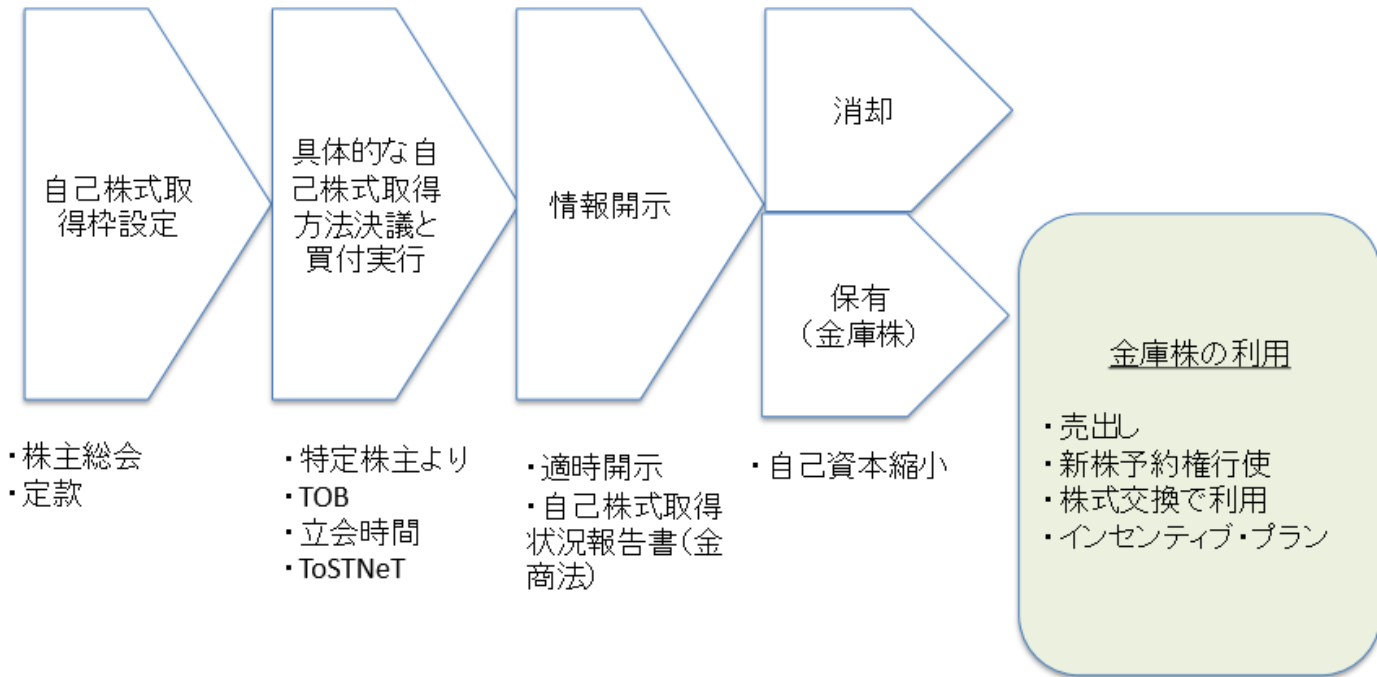 自己株式取
得枠設定
具体的な自
己株式取得
方法決議と
買付実行
情報開示
消却
保有
（金庫株）
・株主総会
・定款
・特定株主より
・TOB
・立会時間
・ToSTNeT
・適時開示
・自己株式取得
状況報告書（金
商法）
・自己資本縮小
金庫株の利用
・売出し
・新株予約権行使
・株式交換で利用
・インセンティブ・プラン